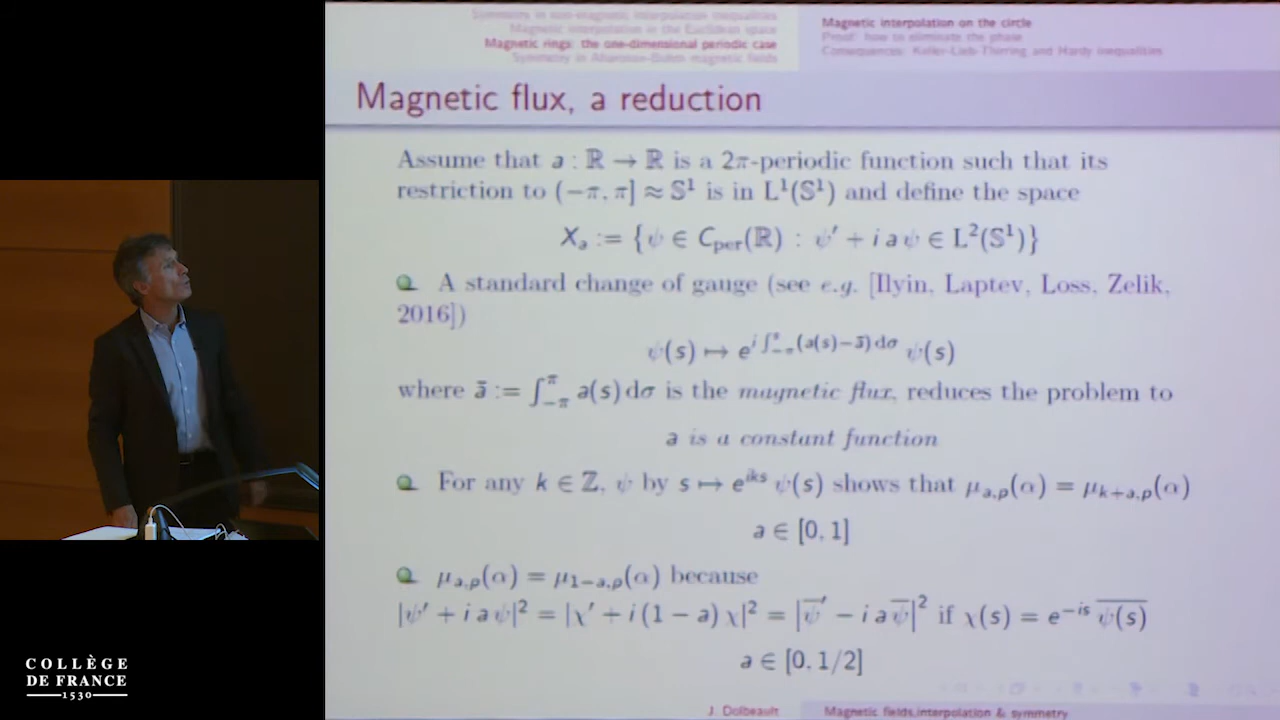 Symmetry in non-magnetic interpolation inequalities
Magnetic interpolation in the Euclidean space
Magnetic rings: the one-dimensional periodic case
Symmetry in Aharonov-Bohm magnetic fields
Magnetic interpolation on the circle
Proof: how to eliminate the phase
Consequences: Keller-Lieb-Thirring and Hardy inequalities
Magnetic flux, a reduction
Assume that a : ℝ → ℝ is a 2π-periodic function such that its
restriction to (−π, π] ≈ 𝕊¹ is in L¹(𝕊¹) and define the space
Xₐ := {ψ ∈ C_per(ℝ) : ψ′ + i a ψ ∈ L²(𝕊¹)}
A standard change of gauge (see e.g. [Ilyin, Laptev, Loss, Zelik,
2016])
ψ(s) ↦ e^{i ∫_{−π}^{s} (a(s)−ā) dσ} ψ(s)
where ā := ∫_{−π}^{π} a(s) dσ is the magnetic flux, reduces the problem to
a is a constant function
For any k ∈ ℤ, ψ by s ↦ e^{iks} ψ(s) shows that μ_{a,p}(α) = μ_{k+a,p}(α)
a ∈ [0, 1]
μ_{a,p}(α) = μ_{1−a,p}(α) because
|ψ′ + i a ψ|² = |χ′ + i (1 − a) χ|² = |ψ̄′ − i a ψ̄|² if χ(s) = e^{−is} ψ̄(s)
a ∈ [0, 1/2]
J. Dolbeault
Magnetic fields, interpolation & symmetry
COLLÈGE
DE FRANCE
1530